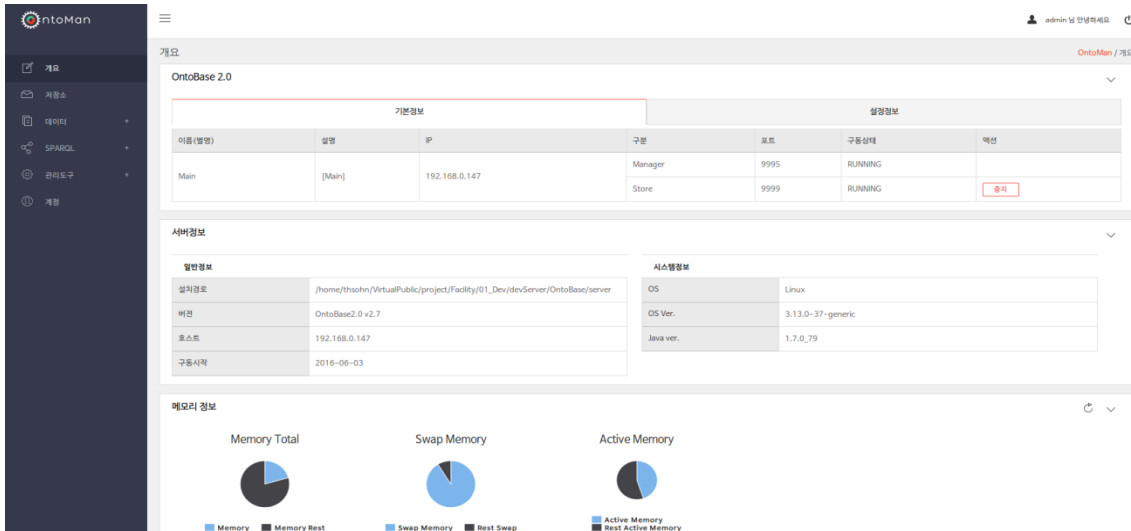 OntoMan
admin 님 안녕하세요
개요
저장소
데이터 +
SPARQL +
관리도구 +
계정
개요
OntoMan / 개요
OntoBase 2.0
기본정보 설정정보
이름(별명) 설명 IP 구분 포트 구동상태 액션
Main [Main] 192.168.0.147
Manager 9995 RUNNING
Store 9999 RUNNING 중지
서버정보
일반정보
설치경로 /home/thsohn/VirtualPublic/project/Facility/01_Dev/devServer/OntoBase/server
버전 OntoBase2.0 v2.7
호스트 192.168.0.147
구동시작 2016-06-03
시스템정보
OS Linux
OS Ver. 3.13.0-37-generic
Java ver. 1.7.0_79
메모리 정보
Memory Total
Memory Memory Rest
Swap Memory
Swap Memory Rest Swap
Active Memory
Active Memory
Rest Active Memory